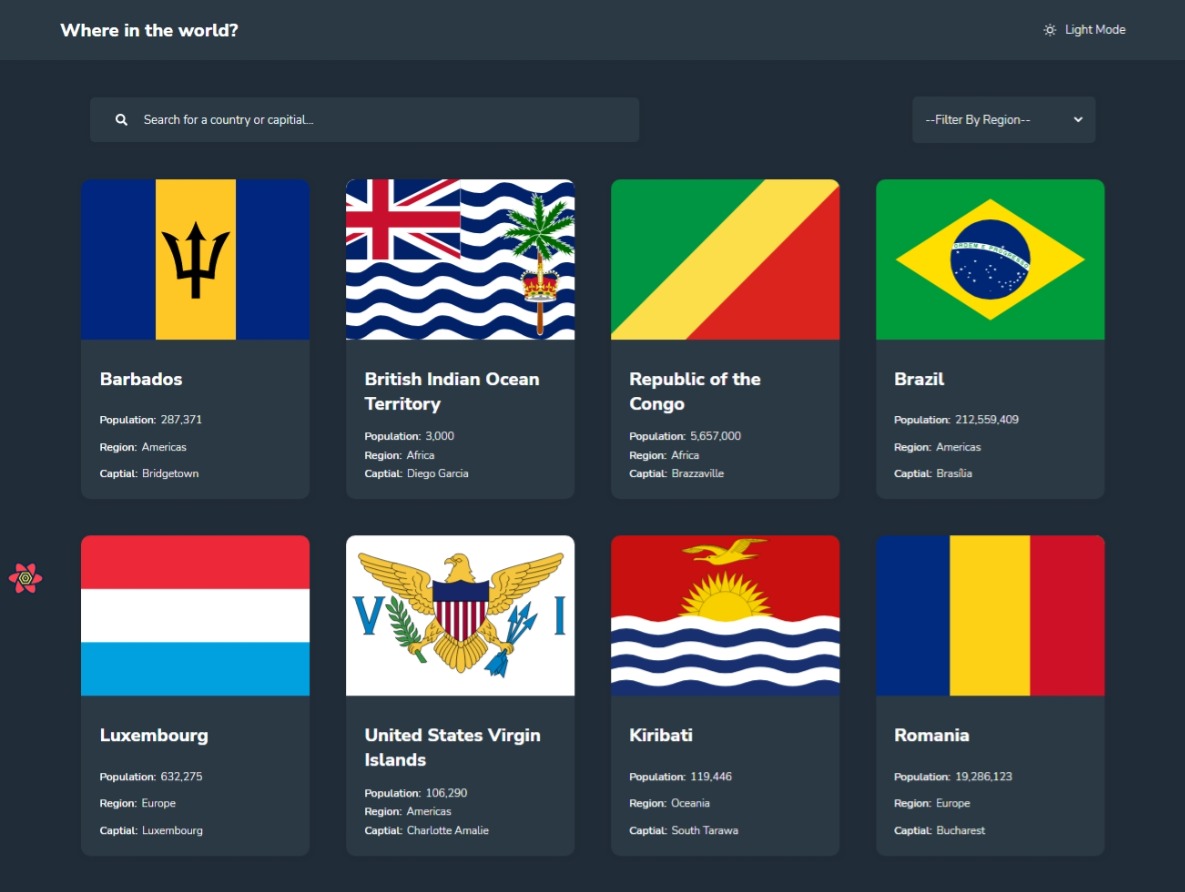 Where in the world?
Light Mode
Search for a country or capitial...
--Filter By Region--
ORDEM E PROGRESSO
Barbados
Population: 287,371
Region: Americas
Captial: Bridgetown
British Indian Ocean
Territory
Population: 3,000
Region: Africa
Captial: Diego Garcia
Republic of the
Congo
Population: 5,657,000
Region: Africa
Captial: Brazzaville
Brazil
Population: 212,559,409
Region: Americas
Captial: Brasília
V I
Luxembourg
Population: 632,275
Region: Europe
Captial: Luxembourg
United States Virgin
Islands
Population: 106,290
Region: Americas
Captial: Charlotte Amalie
Kiribati
Population: 119,446
Region: Oceania
Captial: South Tarawa
Romania
Population: 19,286,123
Region: Europe
Captial: Bucharest